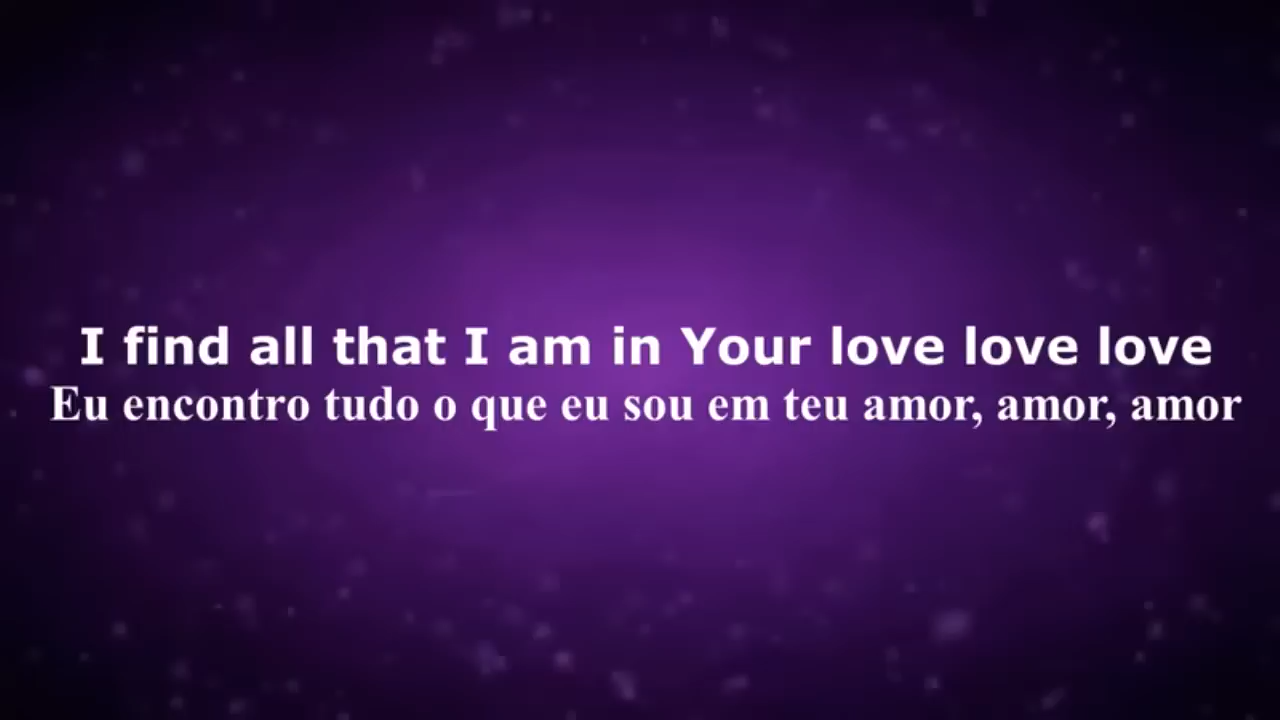 I find all that I am in Your love love love
Eu encontro tudo o que eu sou em teu amor, amor, amor